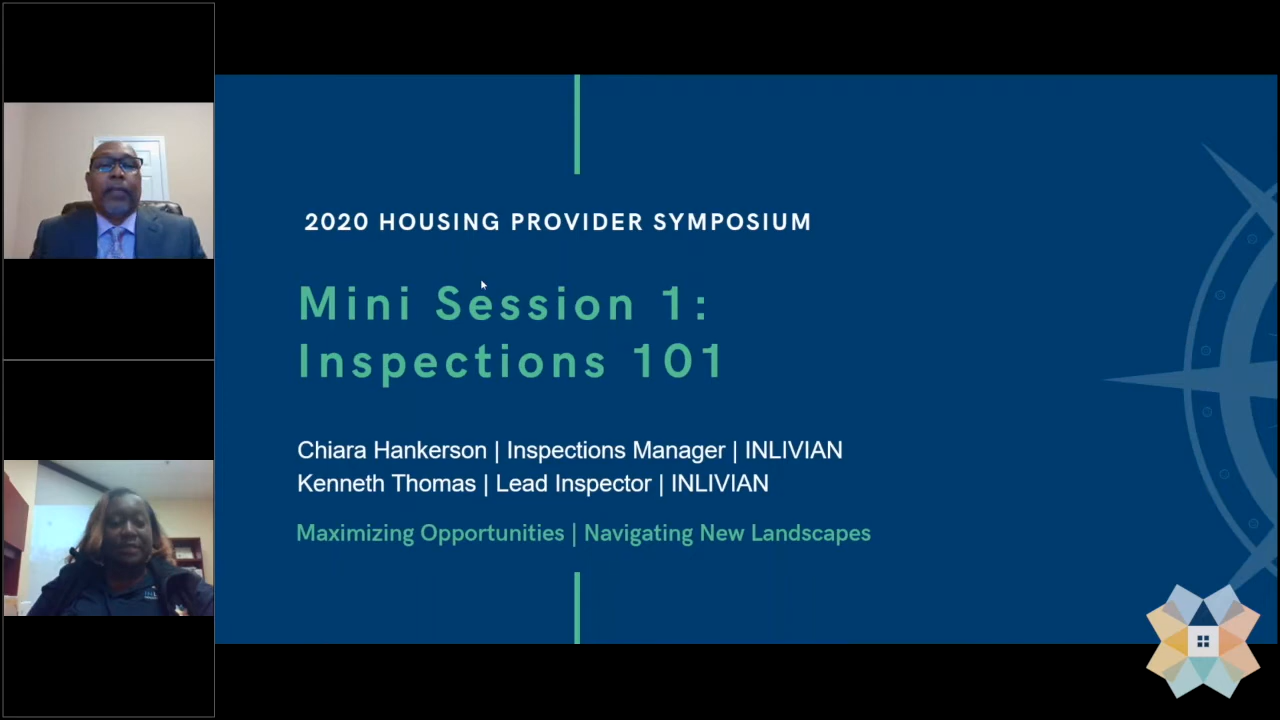 2020 HOUSING PROVIDER SYMPOSIUM
Mini Session 1:
Inspections 101
Chiara Hankerson | Inspections Manager | INLIVIAN
Kenneth Thomas | Lead Inspector | INLIVIAN
Maximizing Opportunities | Navigating New Landscapes